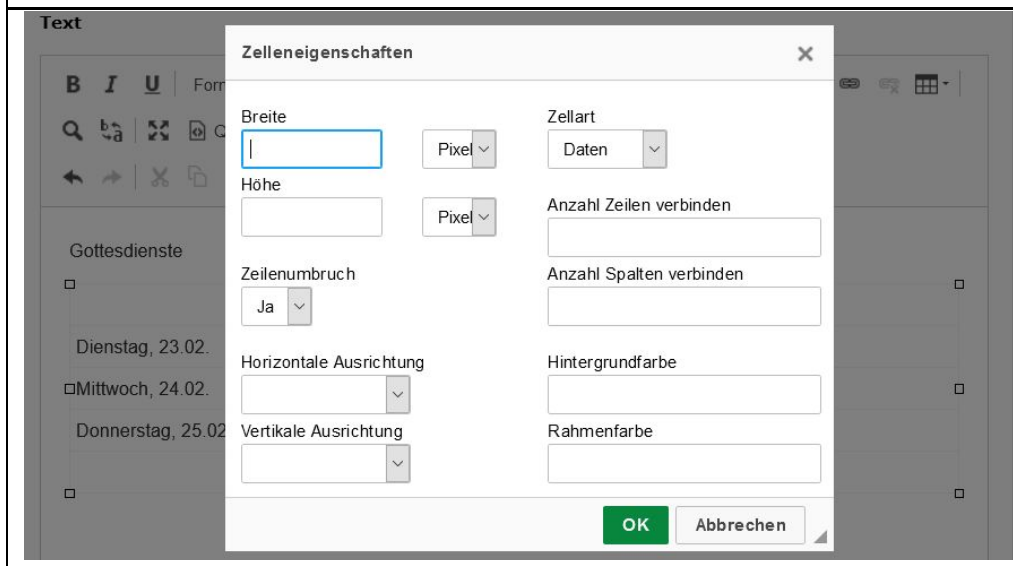 Text
Zelleneigenschaften
B I U Forn
Breite
Pixel
Zellart
Daten
Höhe
Pixel
Anzahl Zeilen verbinden
Gottesdienste
Zeilenumbruch
Ja
Anzahl Spalten verbinden
Dienstag, 23.02.
Horizontale Ausrichtung
Hintergrundfarbe
Mittwoch, 24.02.
Donnerstag, 25.02
Vertikale Ausrichtung
Rahmenfarbe
OK
Abbrechen